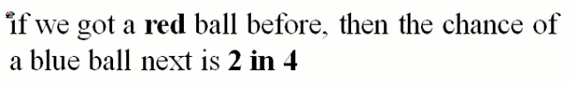 if we got a red ball before, then the chance of
a blue ball next is 2 in 4